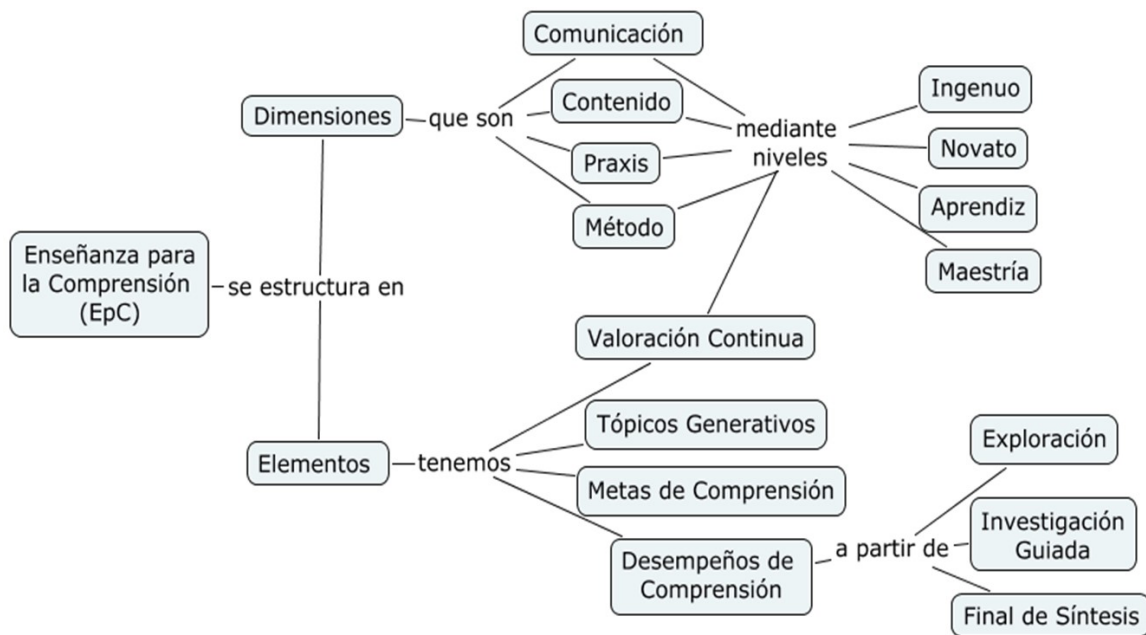 Enseñanza para
la Comprensión
(EpC)
se estructura en
Dimensiones
que son
Comunicación
Contenido
Praxis
Método
mediante
niveles
Ingenuo
Novato
Aprendiz
Maestría
Elementos
tenemos
Valoración Continua
Tópicos Generativos
Metas de Comprensión
Desempeños de
Comprensión
a partir de
Exploración
Investigación
Guiada
Final de Síntesis